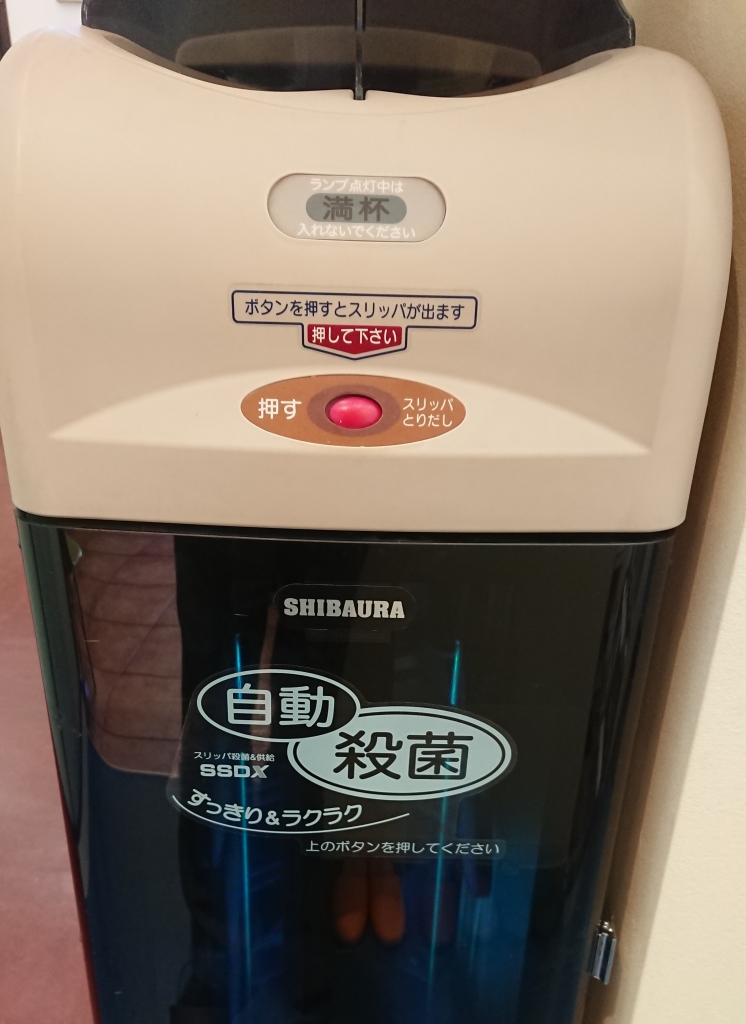 ランプ点灯中は
満杯
入れないでください
ボタンを押すとスリッパが出ます
押して下さい
押す
スリッパ
とりだし
SHIBAURA
自動
殺菌
スリッパ殺菌&供給
SSDX
すっきり&ラクラク
上のボタンを押してください